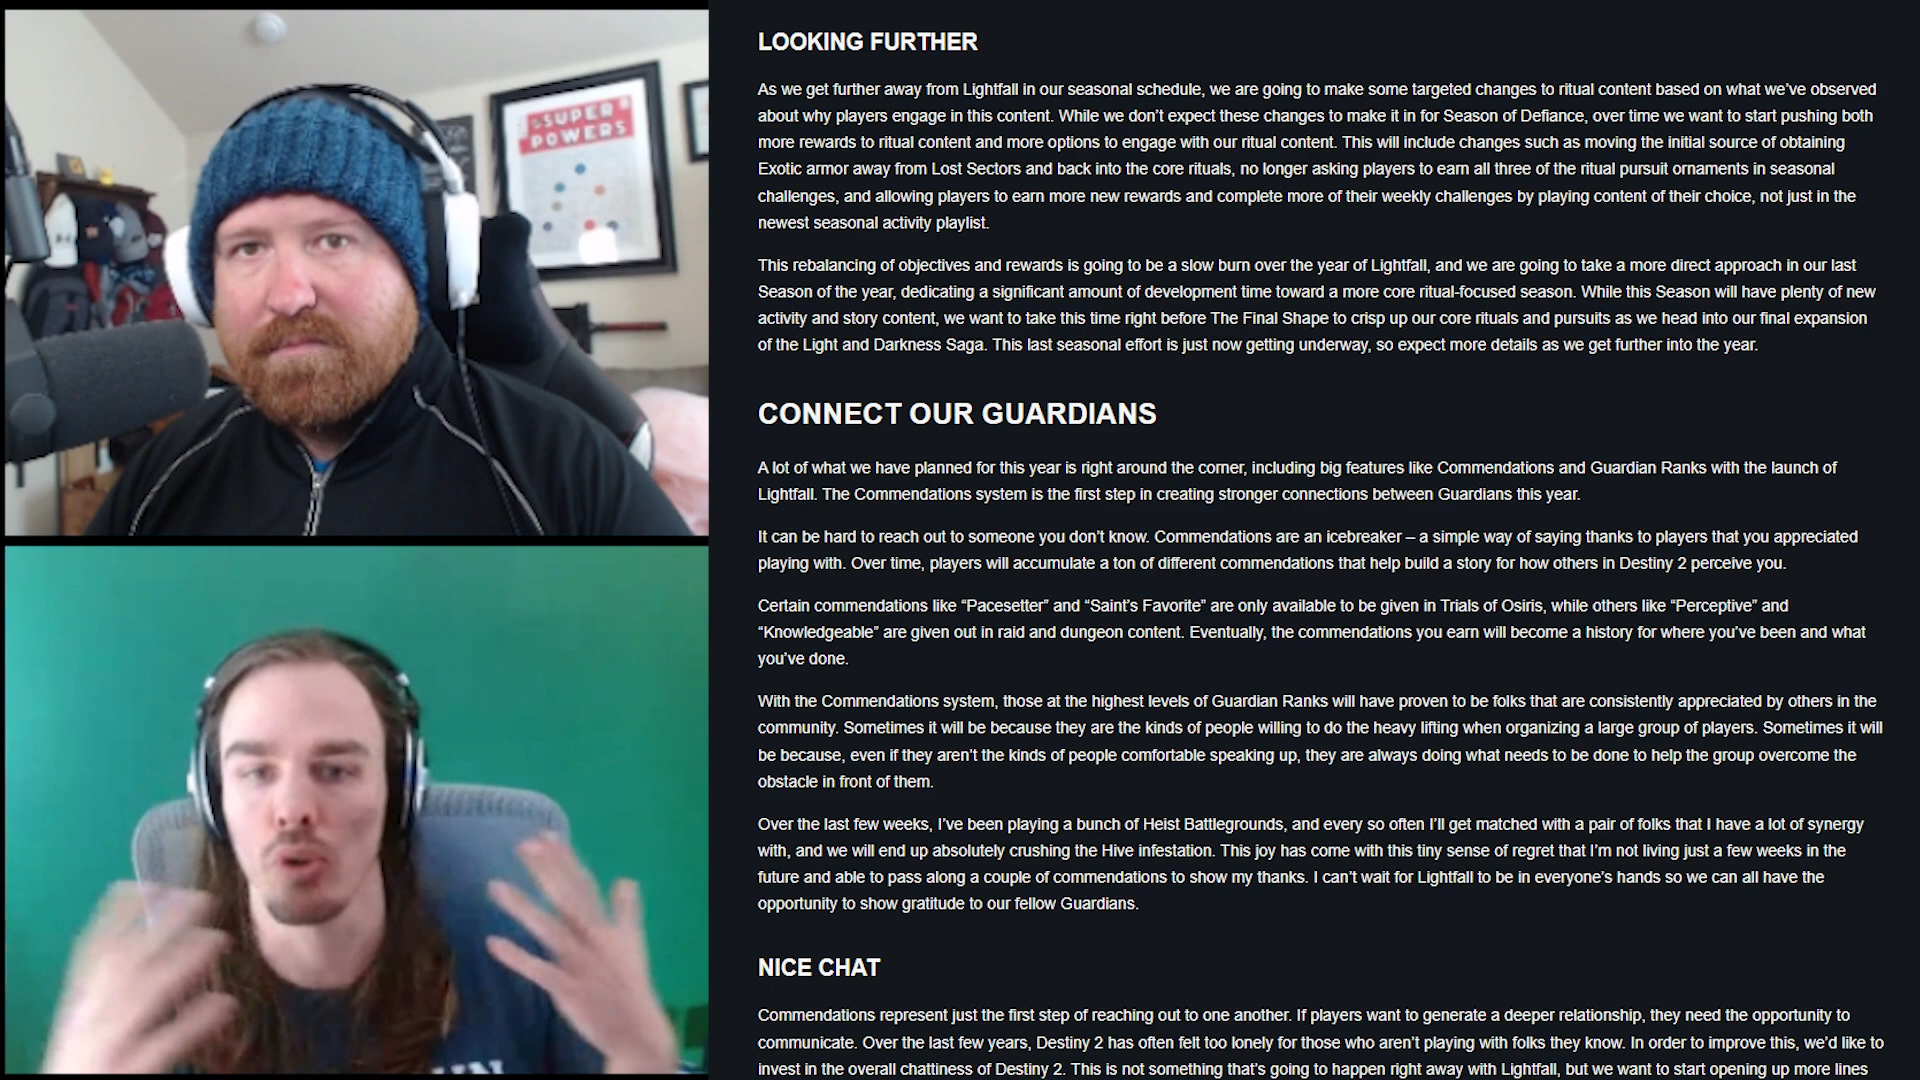 SUPER
POWERS
LOOKING FURTHER
As we get further away from Lightfall in our seasonal schedule, we are going to make some targeted changes to ritual content based on what we’ve observed
about why players engage in this content. While we don’t expect these changes to make it in for Season of Defiance, over time we want to start pushing both
more rewards to ritual content and more options to engage with our ritual content. This will include changes such as moving the initial source of obtaining
Exotic armor away from Lost Sectors and back into the core rituals, no longer asking players to earn all three of the ritual pursuit ornaments in seasonal
challenges, and allowing players to earn more new rewards and complete more of their weekly challenges by playing content of their choice, not just in the
newest seasonal activity playlist.
This rebalancing of objectives and rewards is going to be a slow burn over the year of Lightfall, and we are going to take a more direct approach in our last
Season of the year, dedicating a significant amount of development time toward a more core ritual-focused season. While this Season will have plenty of new
activity and story content, we want to take this time right before The Final Shape to crisp up our core rituals and pursuits as we head into our final expansion
of the Light and Darkness Saga. This last seasonal effort is just now getting underway, so expect more details as we get further into the year.
CONNECT OUR GUARDIANS
A lot of what we have planned for this year is right around the corner, including big features like Commendations and Guardian Ranks with the launch of
Lightfall. The Commendations system is the first step in creating stronger connections between Guardians this year.
It can be hard to reach out to someone you don’t know. Commendations are an icebreaker – a simple way of saying thanks to players that you appreciated
playing with. Over time, players will accumulate a ton of different commendations that help build a story for how others in Destiny 2 perceive you.
Certain commendations like “Pacesetter” and “Saint’s Favorite” are only available to be given in Trials of Osiris, while others like “Perceptive” and
“Knowledgeable” are given out in raid and dungeon content. Eventually, the commendations you earn will become a history for where you’ve been and what
you’ve done.
With the Commendations system, those at the highest levels of Guardian Ranks will have proven to be folks that are consistently appreciated by others in the
community. Sometimes it will be because they are the kinds of people willing to do the heavy lifting when organizing a large group of players. Sometimes it will
be because, even if they aren’t the kinds of people comfortable speaking up, they are always doing what needs to be done to help the group overcome the
obstacle in front of them.
Over the last few weeks, I’ve been playing a bunch of Heist Battlegrounds, and every so often I’ll get matched with a pair of folks that I have a lot of synergy
with, and we will end up absolutely crushing the Hive infestation. This joy has come with this tiny sense of regret that I’m not living just a few weeks in the
future and able to pass along a couple of commendations to show my thanks. I can’t wait for Lightfall to be in everyone’s hands so we can all have the
opportunity to show gratitude to our fellow Guardians.
NICE CHAT
Commendations represent just the first step of reaching out to one another. If players want to generate a deeper relationship, they need the opportunity to
communicate. Over the last few years, Destiny 2 has often felt too lonely for those who aren’t playing with folks they know. In order to improve this, we’d like to
invest in the overall chattiness of Destiny 2. This is not something that’s going to happen right away with Lightfall, but we want to start opening up more lines